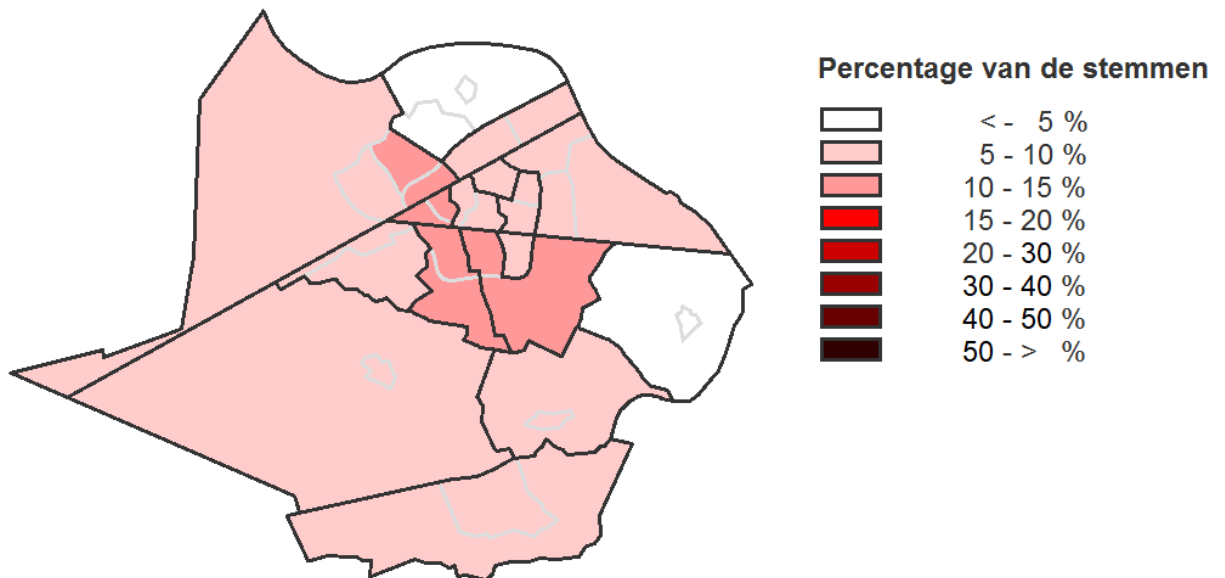 Percentage van de stemmen
< - 5 %
5 - 10 %
10 - 15 %
15 - 20 %
20 - 30 %
30 - 40 %
40 - 50 %
50 - > %